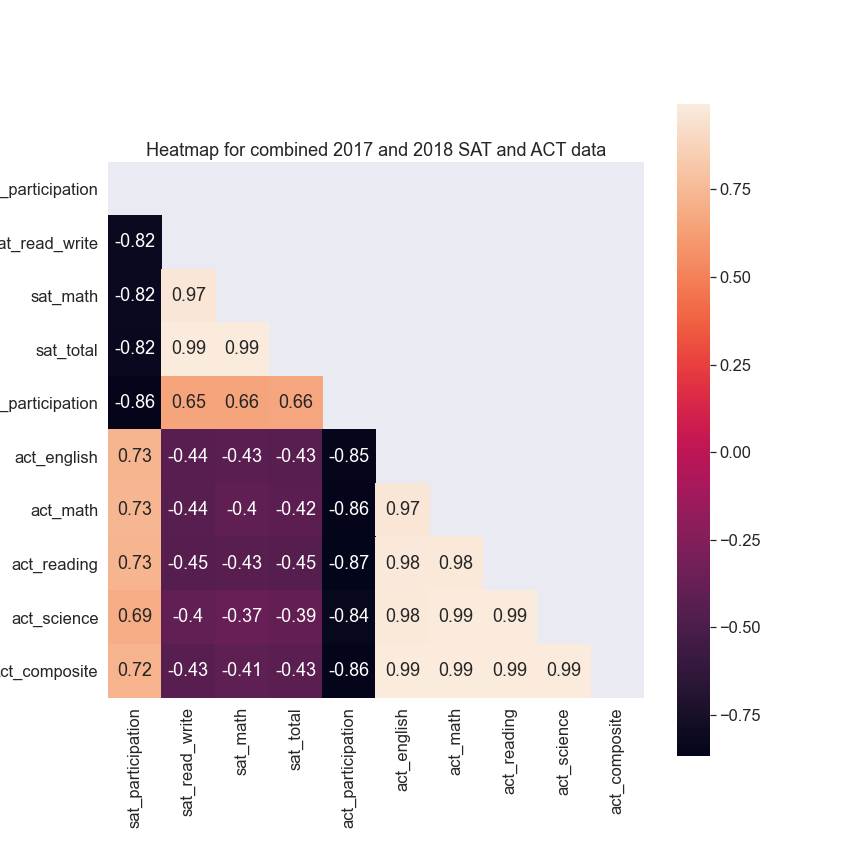 Heatmap for combined 2017 and 2018 SAT and ACT data
_participation
at_read_write -0.82
sat_math -0.82 0.97
sat_total -0.82 0.99 0.99
_participation -0.86 0.65 0.66 0.66
act_english 0.73 -0.44 -0.43 -0.43 -0.85
act_math 0.73 -0.44 -0.4 -0.42 -0.86 0.97
act_reading 0.73 -0.45 -0.43 -0.45 -0.87 0.98 0.98
act_science 0.69 -0.4 -0.37 -0.39 -0.84 0.98 0.99 0.99
act_composite 0.72 -0.43 -0.41 -0.43 -0.86 0.99 0.99 0.99 0.99
sat_participation
sat_read_write
sat_math
sat_total
act_participation
act_english
act_math
act_reading
act_science
act_composite
0.75
0.50
0.25
0.00
−0.25
−0.50
−0.75